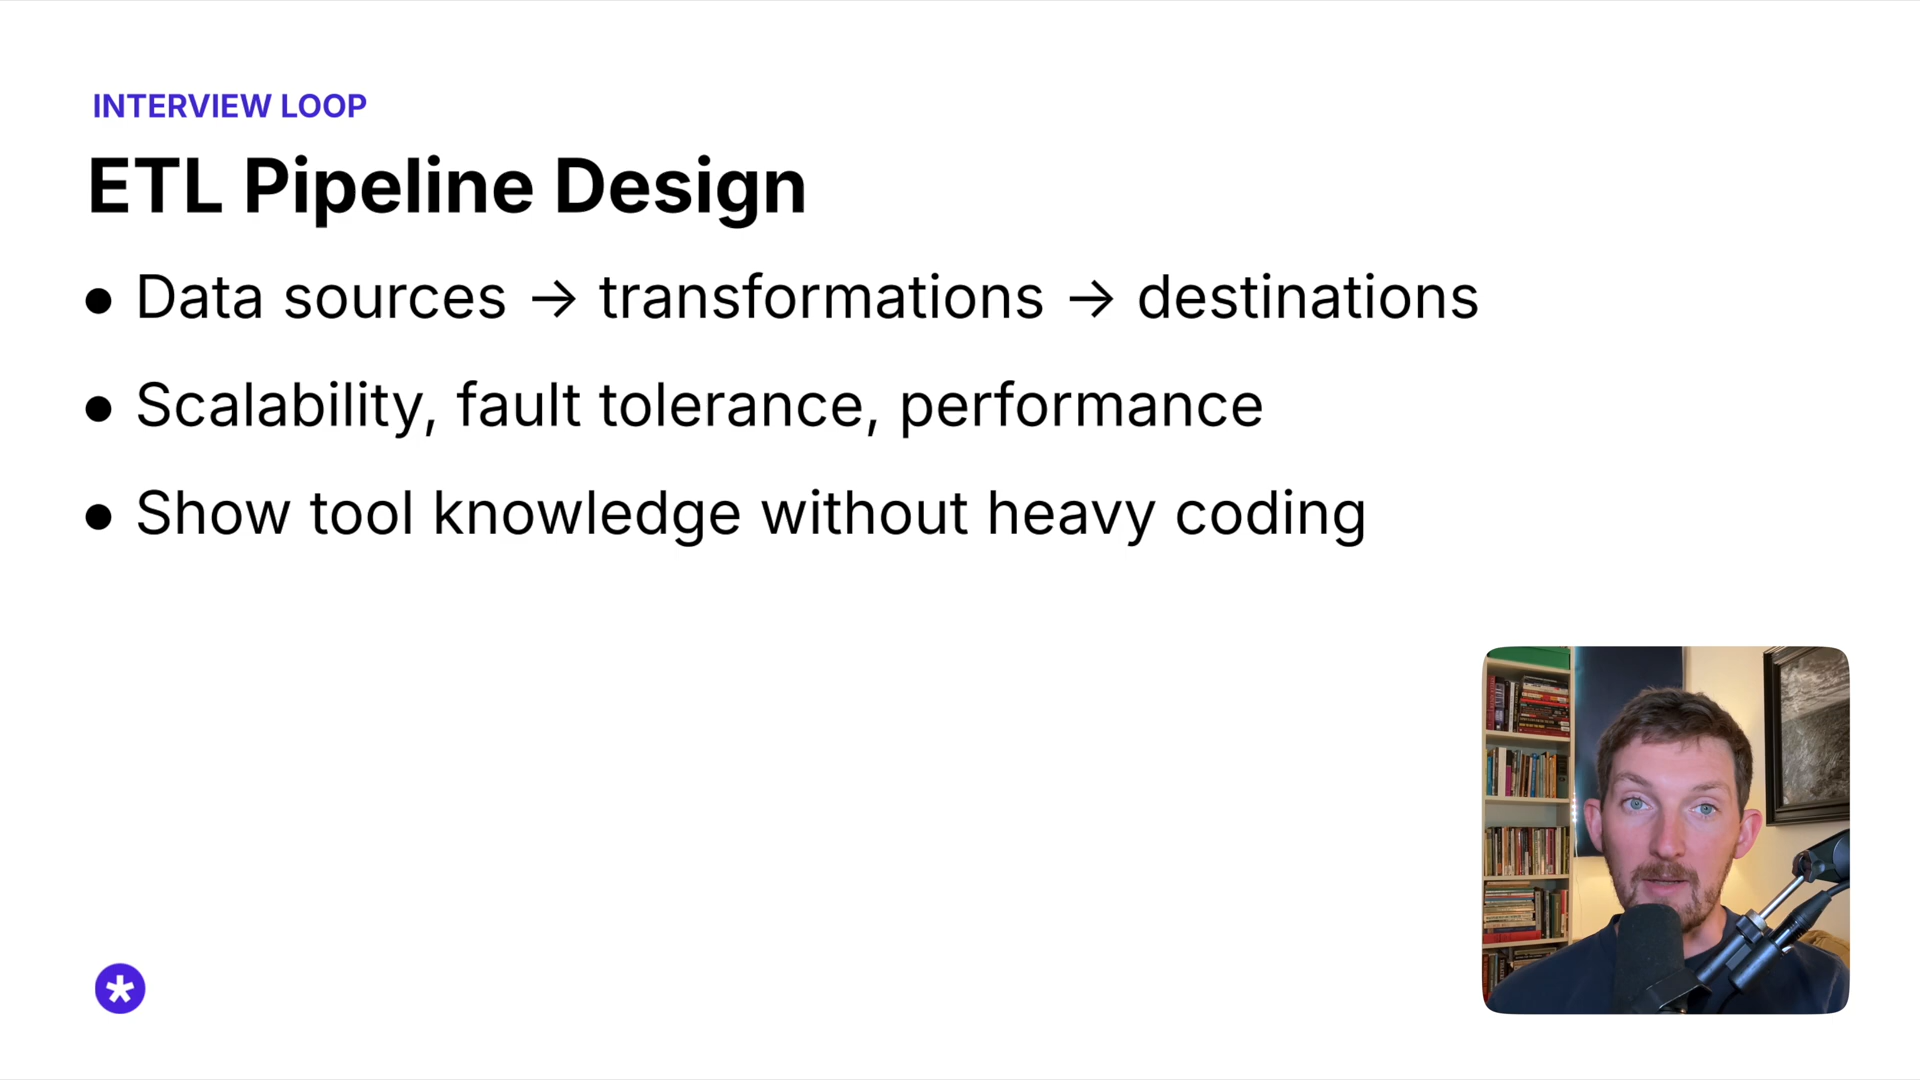 INTERVIEW LOOP
ETL Pipeline Design
• Data sources → transformations → destinations
• Scalability, fault tolerance, performance
• Show tool knowledge without heavy coding